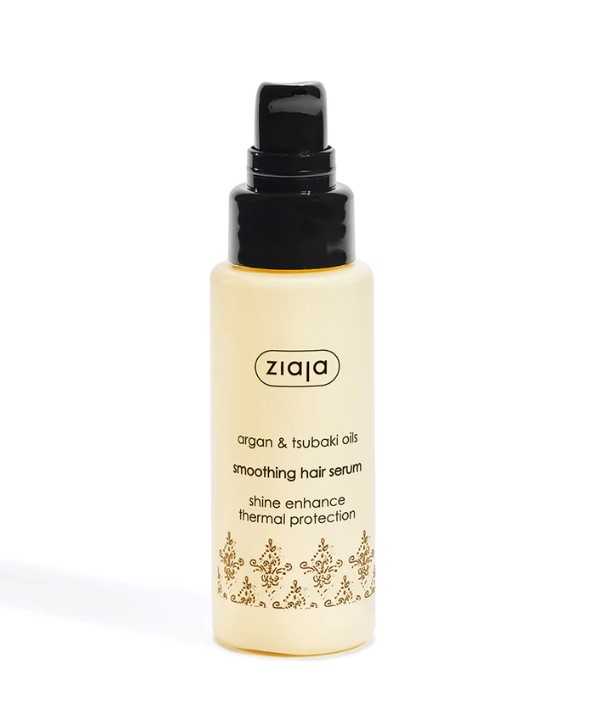 ziaja
argan & tsubaki oils
smoothing hair serum
shine enhance
thermal protection